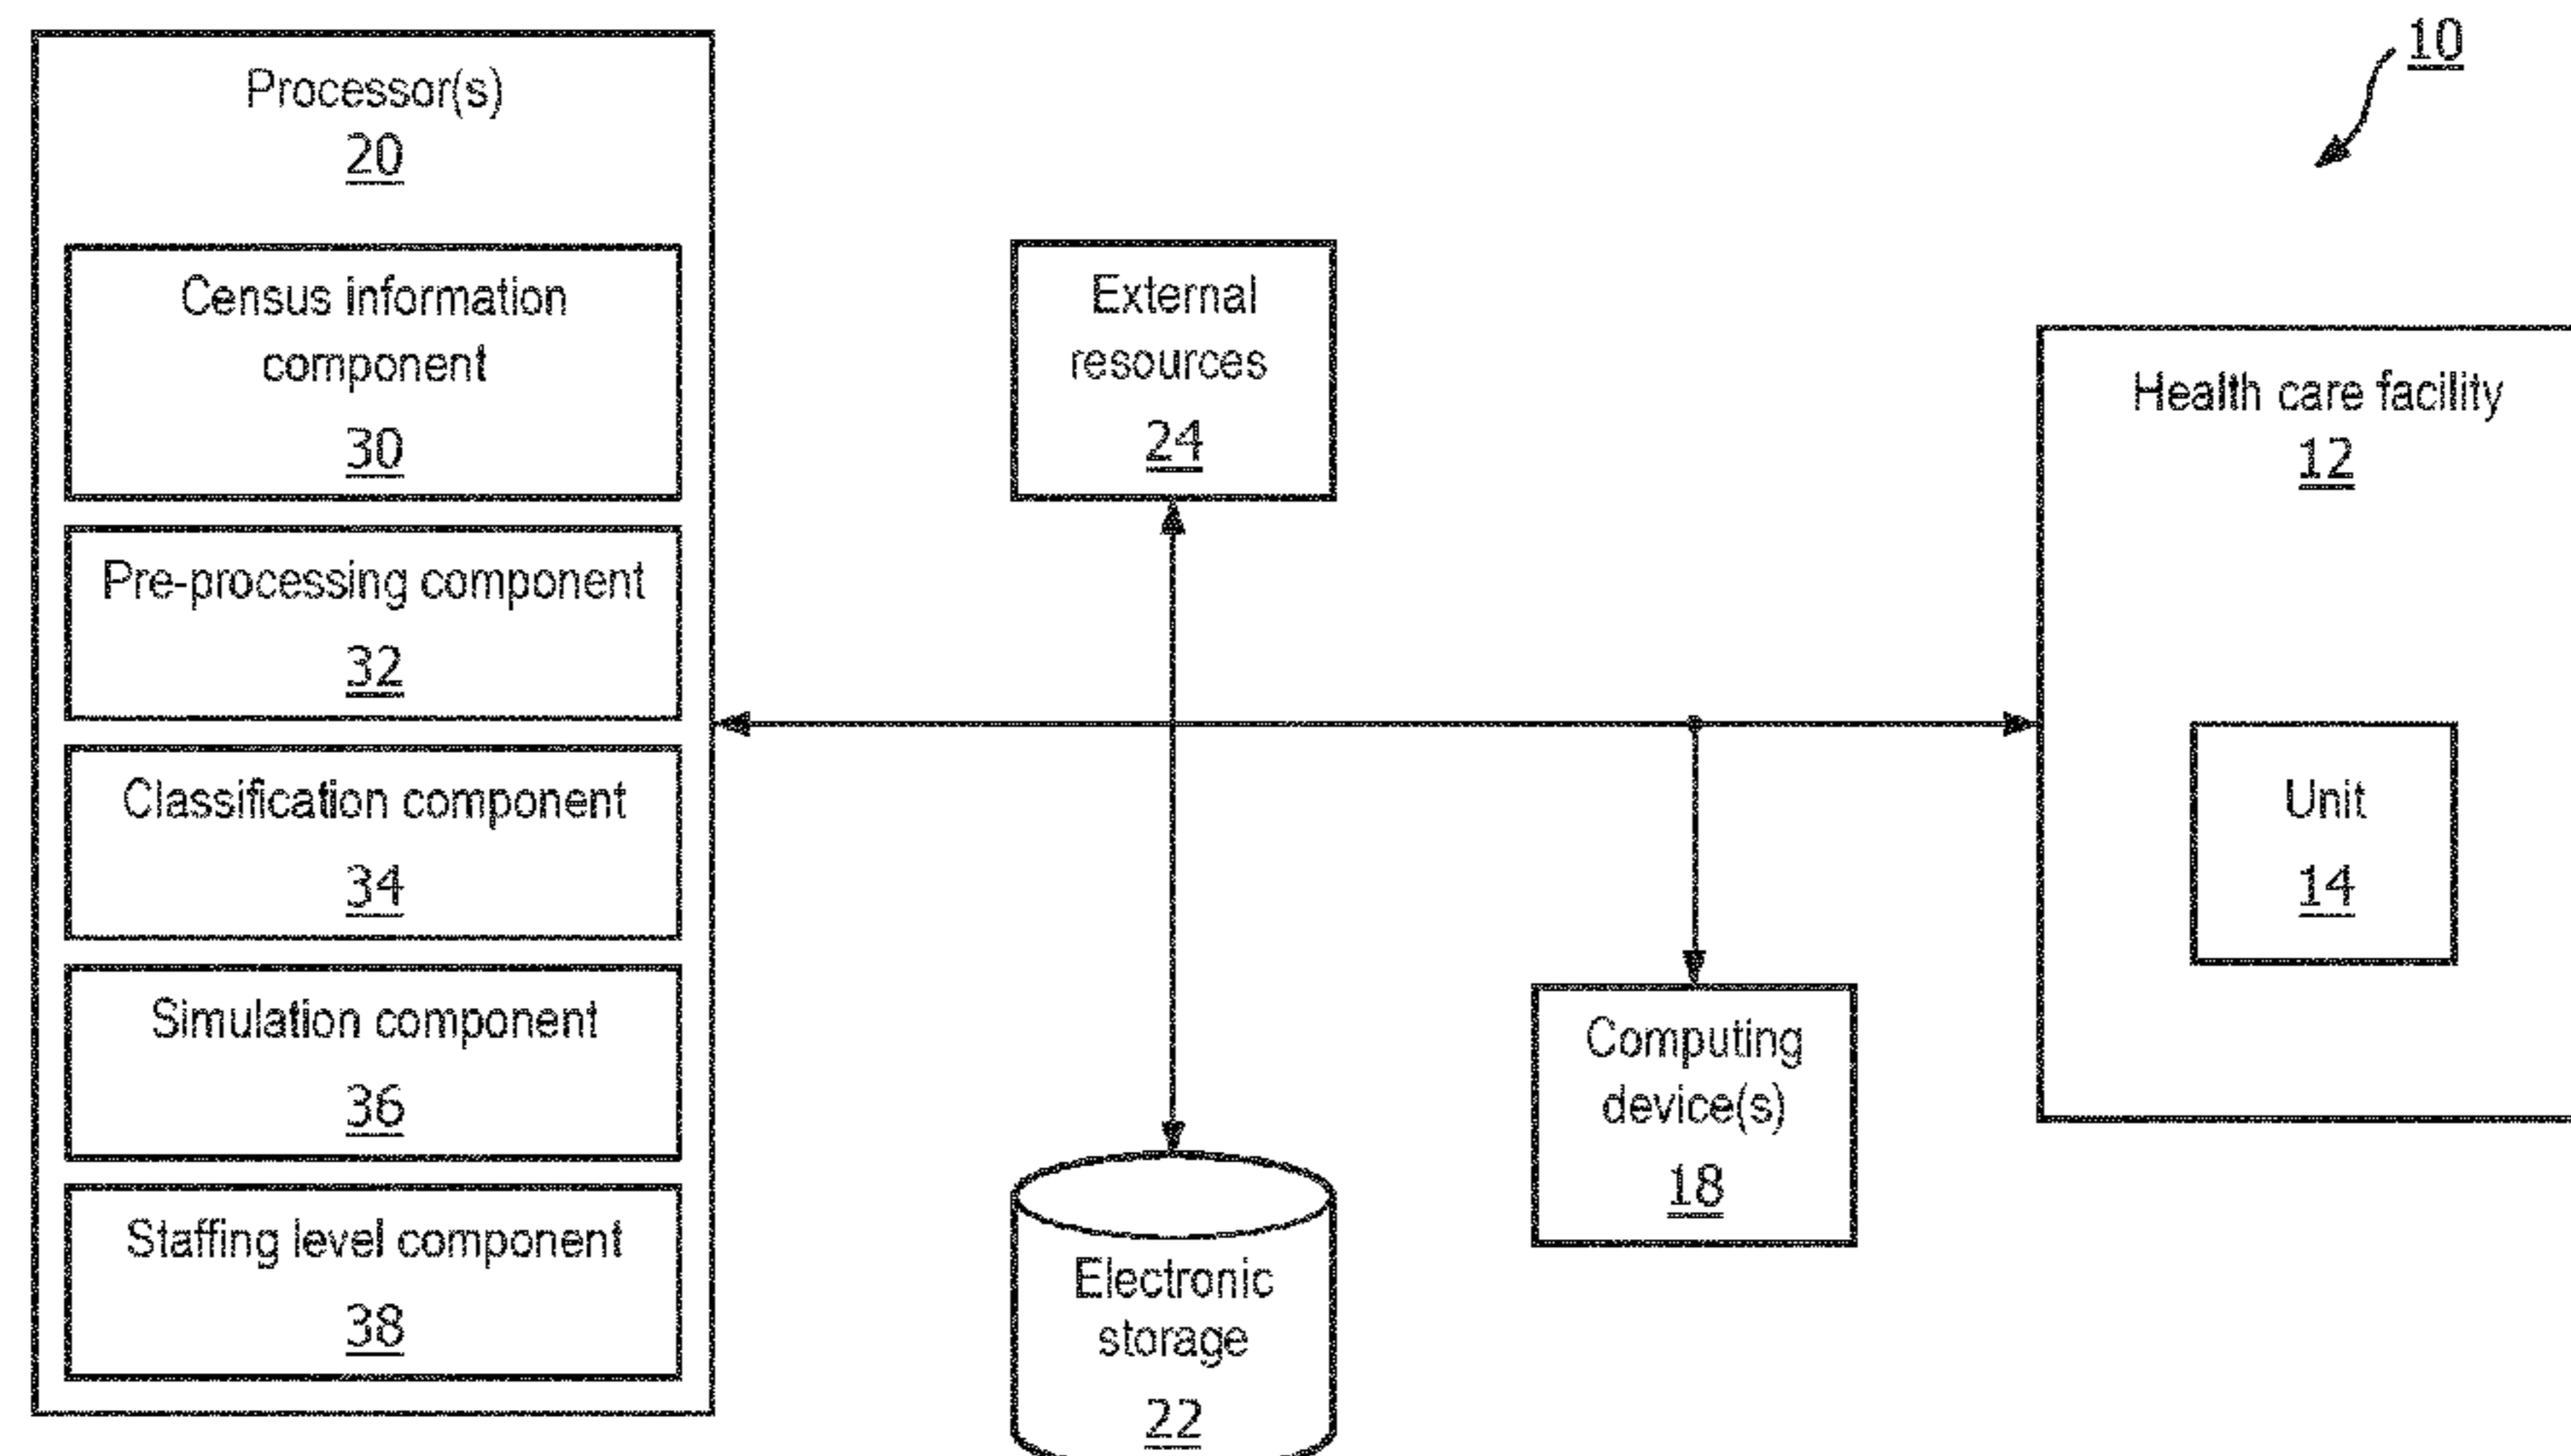 10
Processor(s)
20
Census information
component
30
Pre-processing component
32
Classification component
34
Simulation component
36
Staffing level component
38
External
resources
24
Electronic
storage
22
Computing
device(s)
18
Health care facility
12
Unit
14